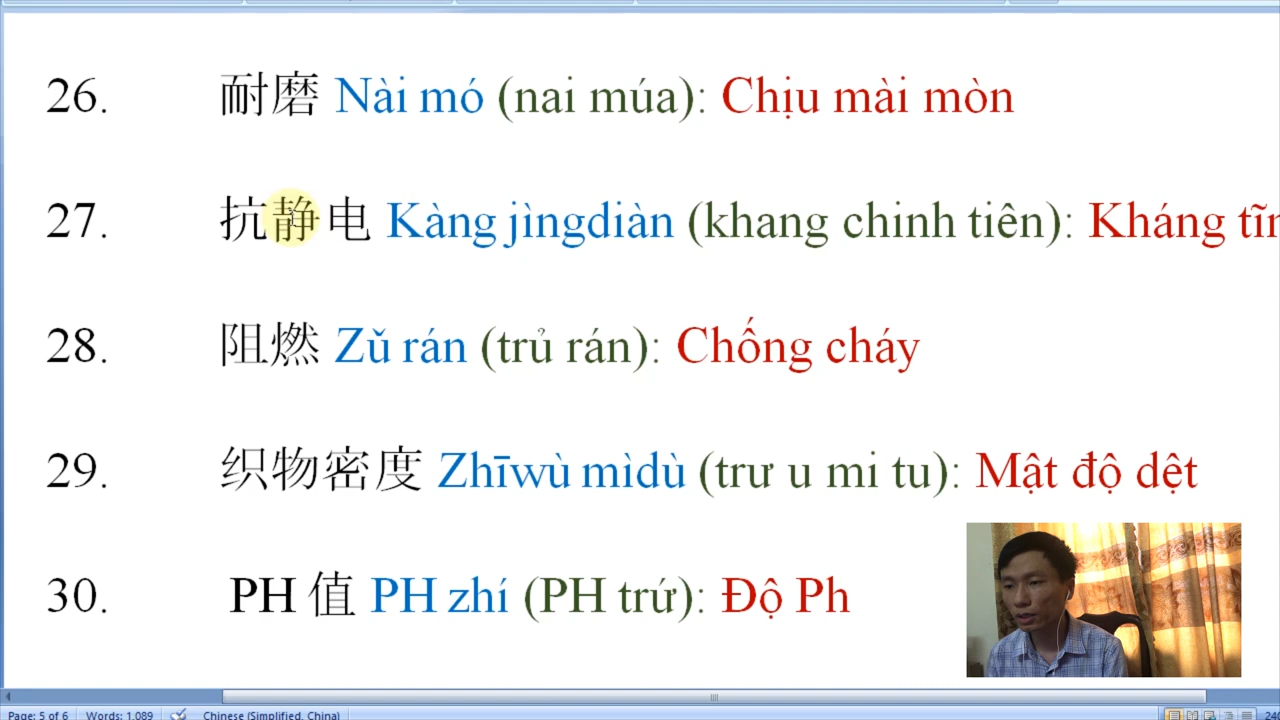 26. 耐磨 Nài mó (nai múa): Chịu mài mòn
27. 抗静电 Kàng jìngdiàn (khang chinh tiên): Kháng tĩn
28. 阻燃 Zǔ rán (trủ rán): Chống cháy
29. 织物密度 Zhīwù mìdù (trư u mi tu): Mật độ dệt
30. PH 值 PH zhí (PH trứ): Độ Ph
Page: 5 of 6 Words: 1,089 Chinese (Simplified, China)